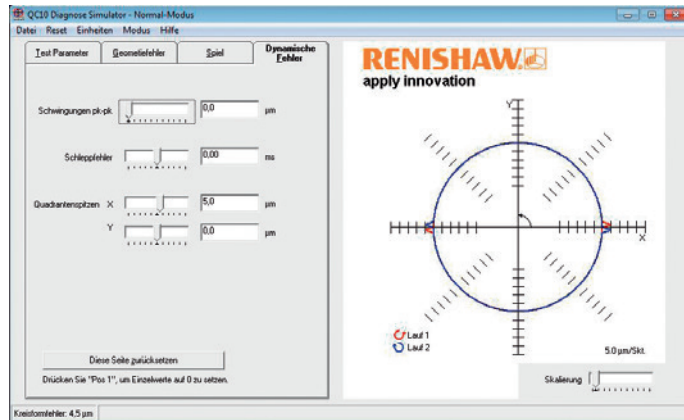 QC10 Diagnose Simulator - Normal-Modus
Datei Reset Einheiten Modus Hilfe
Test Parameter
Geometriefehler
Spiel
Dynamische
Fehler
Schwingungen pk-pk
0,0
µm
Schleppfehler
0,00
ms
Quadrantenspitzen X
5,0
µm
Y
0,0
µm
Diese Seite zurücksetzen
Drücken Sie "Pos 1", um Einzelwerte auf 0 zu setzen.
RENISHAW.
apply innovation
Y
X
Lauf 1
Lauf 2
5.0 µm/Skt.
Skalierung
Kreisformfehler: 4,5 µm